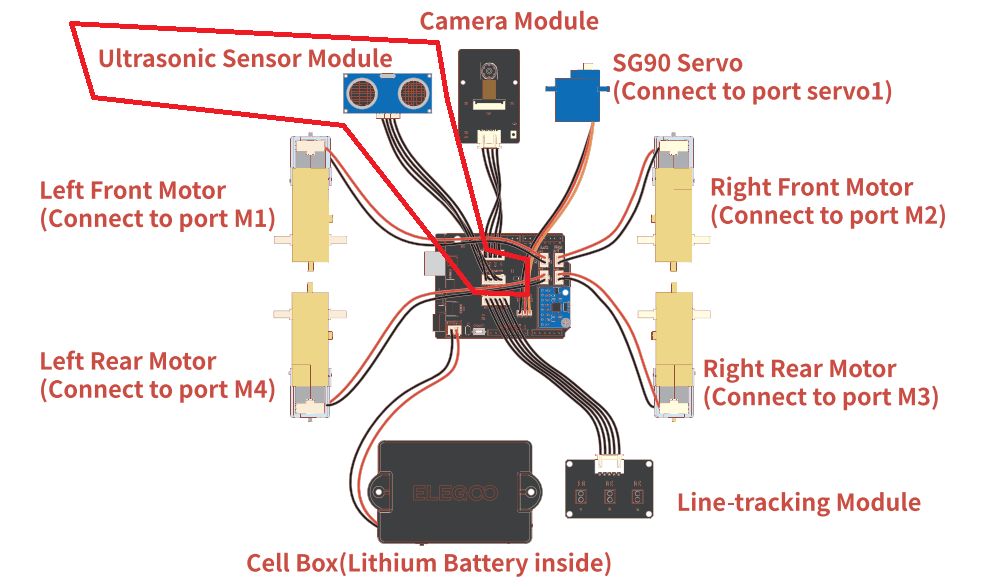 Camera Module
Ultrasonic Sensor Module
SG90 Servo
(Connect to port servo1)
Left Front Motor
(Connect to port M1)
Right Front Motor
(Connect to port M2)
Left Rear Motor
(Connect to port M4)
Right Rear Motor
(Connect to port M3)
ELEGOO
Line-tracking Module
Cell Box(Lithium Battery inside)